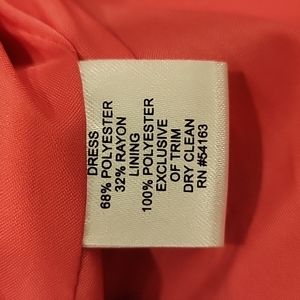 DRESS
68% POLYESTER
32% RAYON
LINING
100% POLYESTER
EXCLUSIVE
OF TRIM
DRY CLEAN
RN #54163